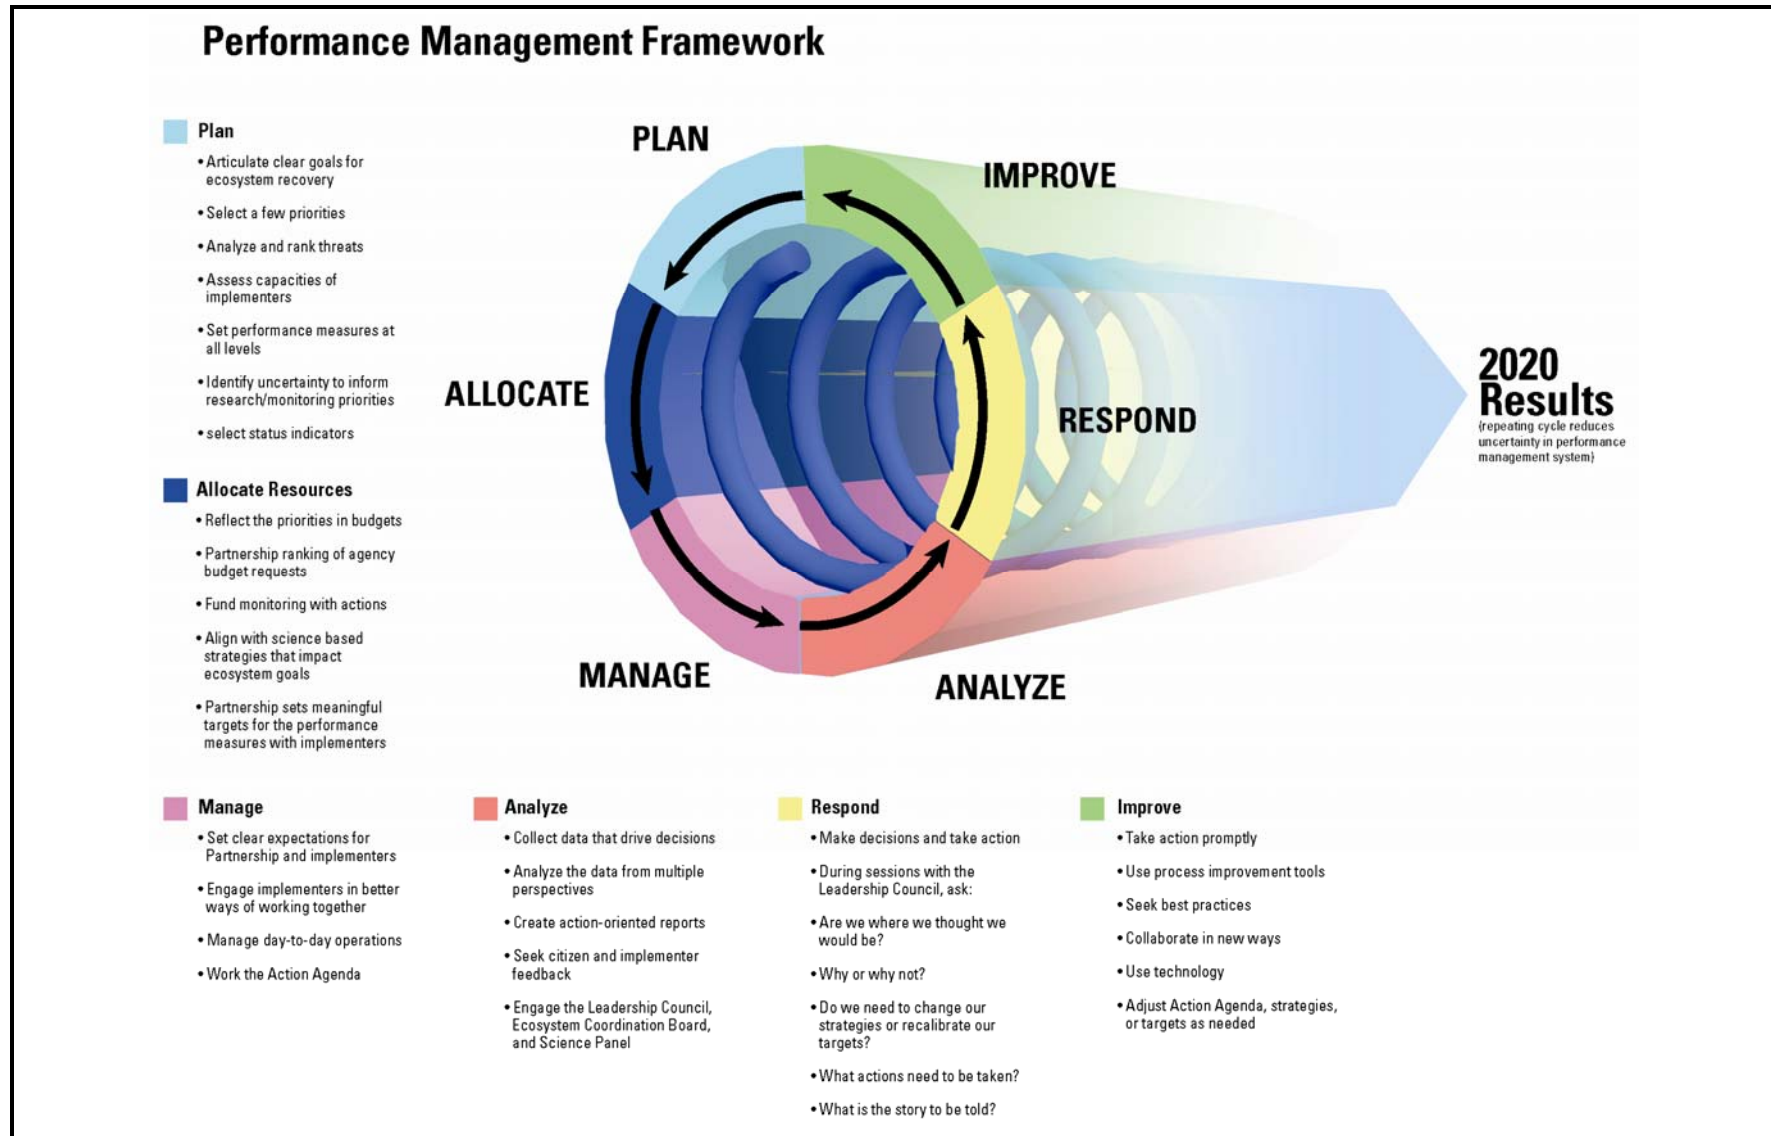 Performance Management Framework
Plan
• Articulate clear goals for
ecosystem recovery
• Select a few priorities
• Analyze and rank threats
• Assess capacities of
implementers
• Set performance measures at
all levels
• Identify uncertainty to inform
research/monitoring priorities
• select status indicators
Allocate Resources
• Reflect the priorities in budgets
• Partnership ranking of agency
budget requests
• Fund monitoring with actions
• Align with science based
strategies that impact
ecosystem goals
• Partnership sets meaningful
targets for the performance
measures with implementers
PLAN
IMPROVE
ALLOCATE
RESPOND
MANAGE
ANALYZE
2020
Results
{repeating cycle reduces
uncertainty in performance
management system}
Manage
• Set clear expectations for
Partnership and implementers
• Engage implementers in better
ways of working together
• Manage day-to-day operations
• Work the Action Agenda
Analyze
• Collect data that drive decisions
• Analyze the data from multiple
perspectives
• Create action-oriented reports
• Seek citizen and implementer
feedback
• Engage the Leadership Council,
Ecosystem Coordination Board,
and Science Panel
Respond
• Make decisions and take action
• During sessions with the
Leadership Council, ask:
• Are we where we thought we
would be?
• Why or why not?
• Do we need to change our
strategies or recalibrate our
targets?
• What actions need to be taken?
• What is the story to be told?
Improve
• Take action promptly
• Use process improvement tools
• Seek best practices
• Collaborate in new ways
• Use technology
• Adjust Action Agenda, strategies,
or targets as needed